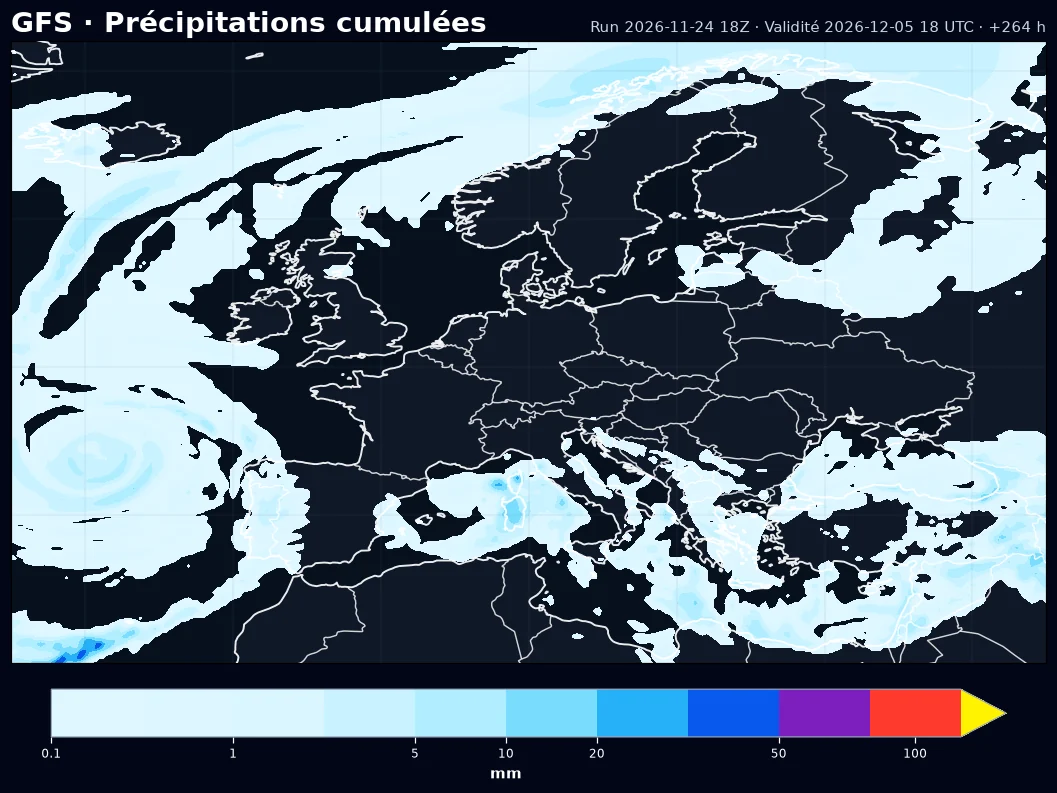 GFS · Précipitations cumulées
Run 2026-11-24 18Z · Validité 2026-12-05 18 UTC · +264 h
0.1 1 5 10 20 50 100
mm